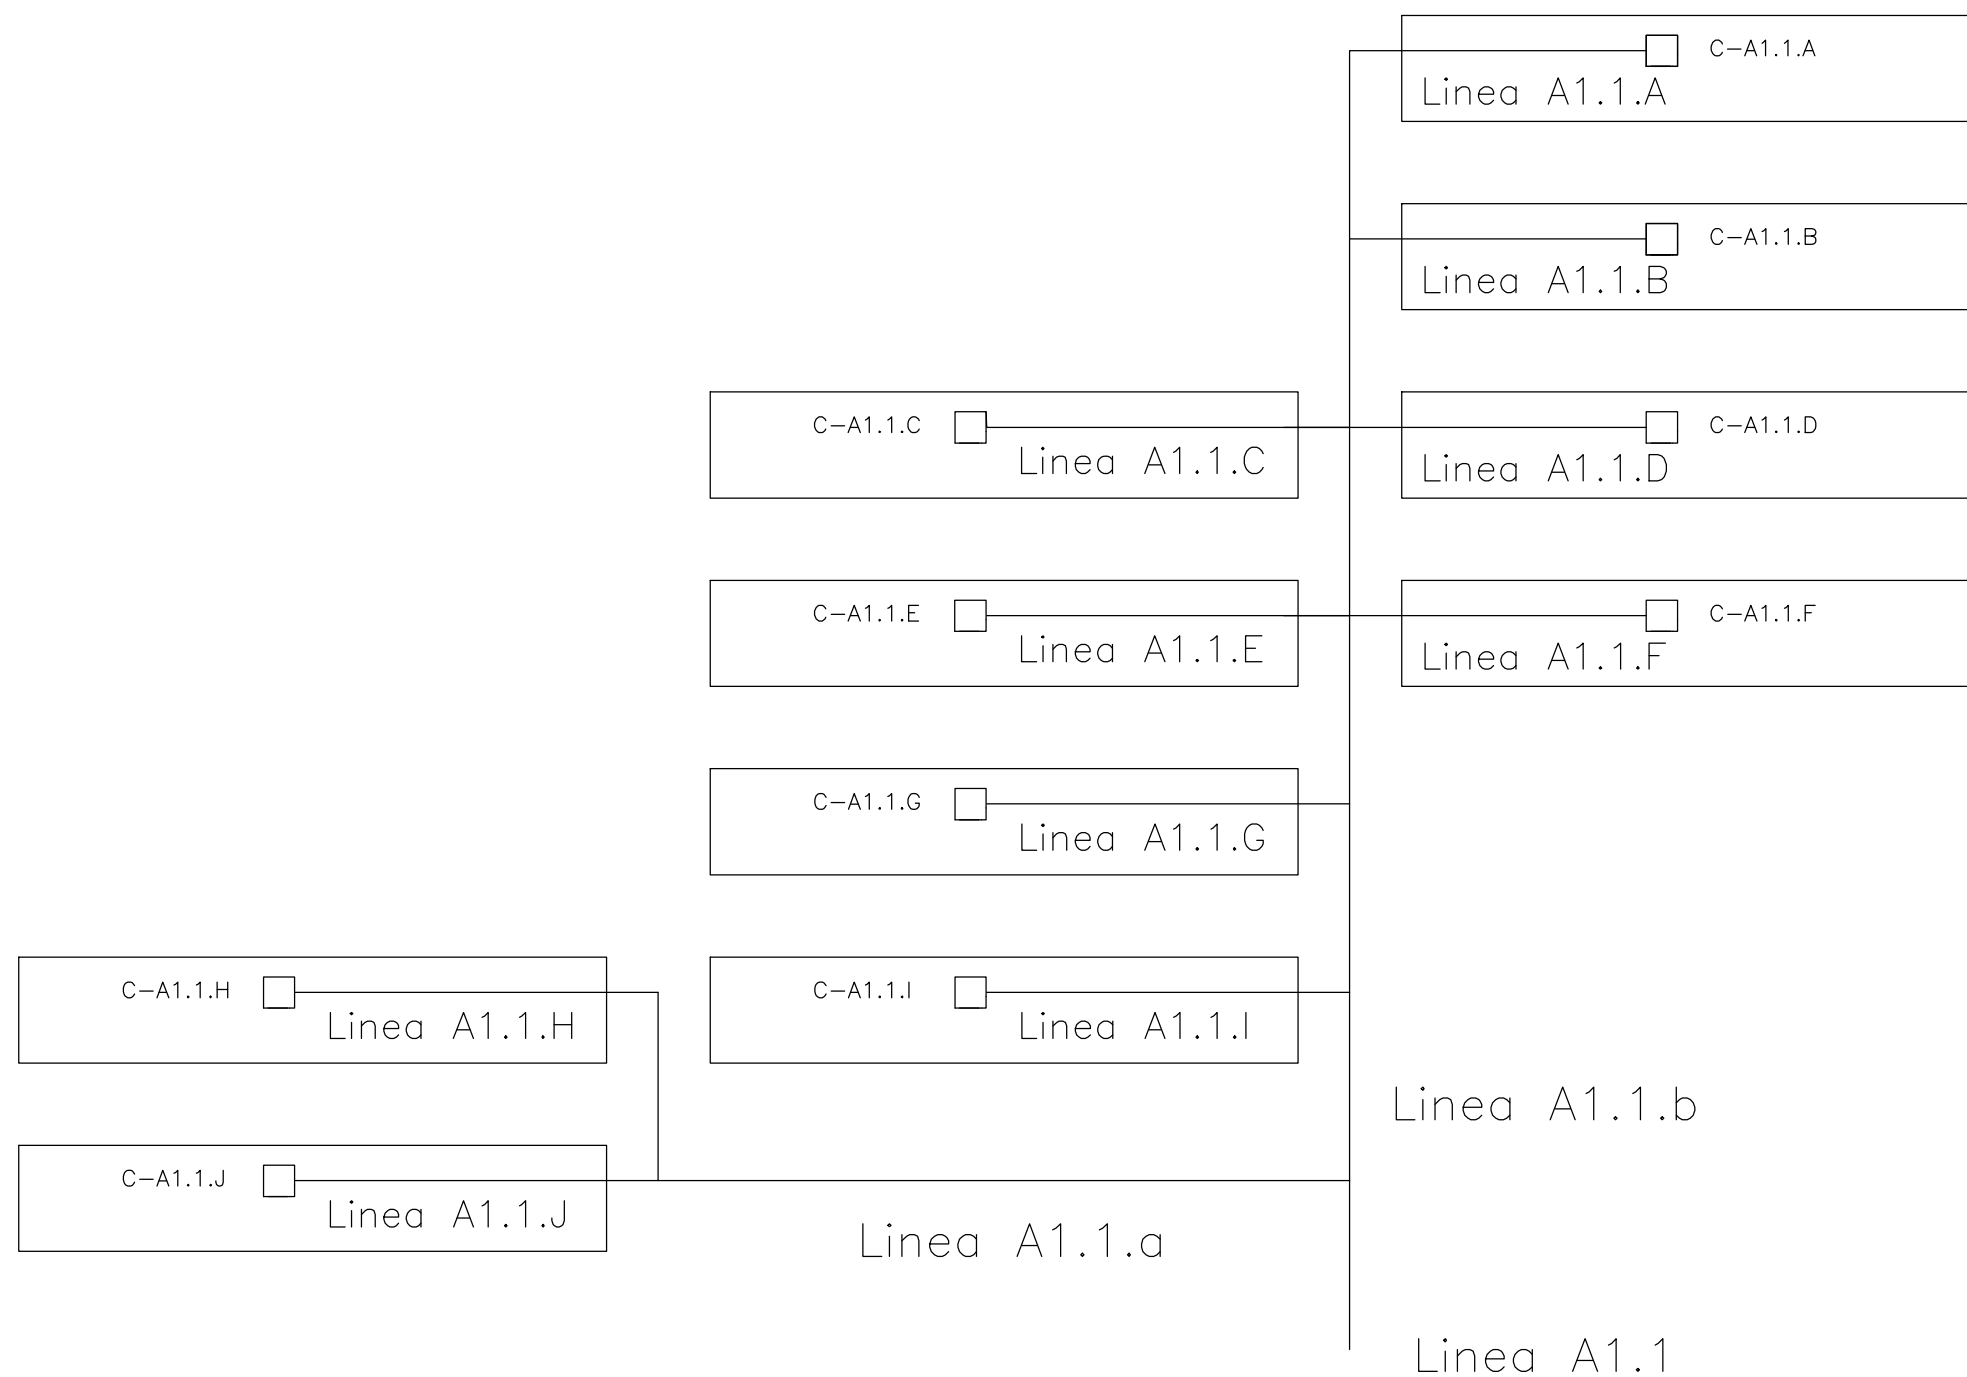 C-A1.1.A
Linea A1.1.A
C-A1.1.B
Linea A1.1.B
C-A1.1.C
Linea A1.1.C
C-A1.1.D
Linea A1.1.D
C-A1.1.E
Linea A1.1.E
C-A1.1.F
Linea A1.1.F
C-A1.1.G
Linea A1.1.G
C-A1.1.H
Linea A1.1.H
C-A1.1.I
Linea A1.1.I
Linea A1.1.b
C-A1.1.J
Linea A1.1.J
Linea A1.1.a
Linea A1.1